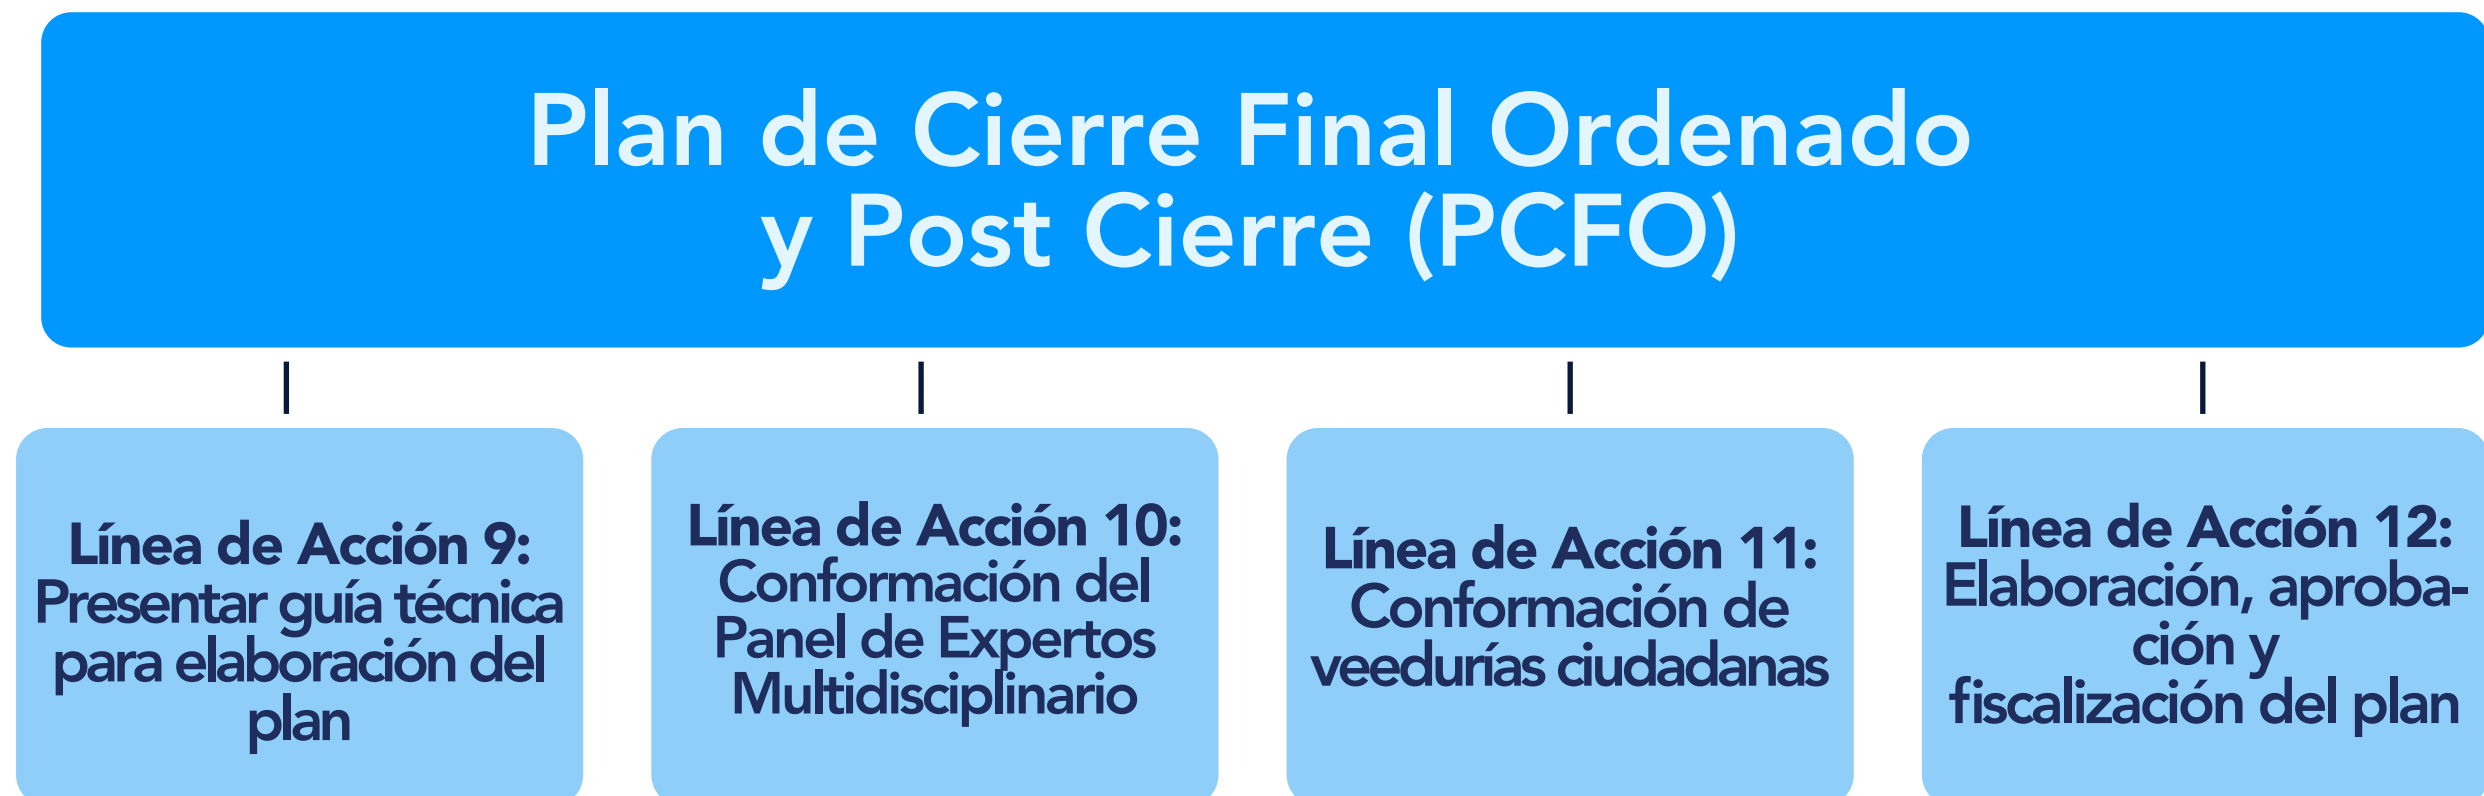 Plan de Cierre Final Ordenado
y Post Cierre (PCFO)
Línea de Acción 9:
Presentar guía técnica
para elaboración del
plan
Línea de Acción 10:
Conformación del
Panel de Expertos
Multidisciplinario
Línea de Acción 11:
Conformación de
veedurías ciudadanas
Línea de Acción 12:
Elaboración, aproba-
ción y
fiscalización del plan